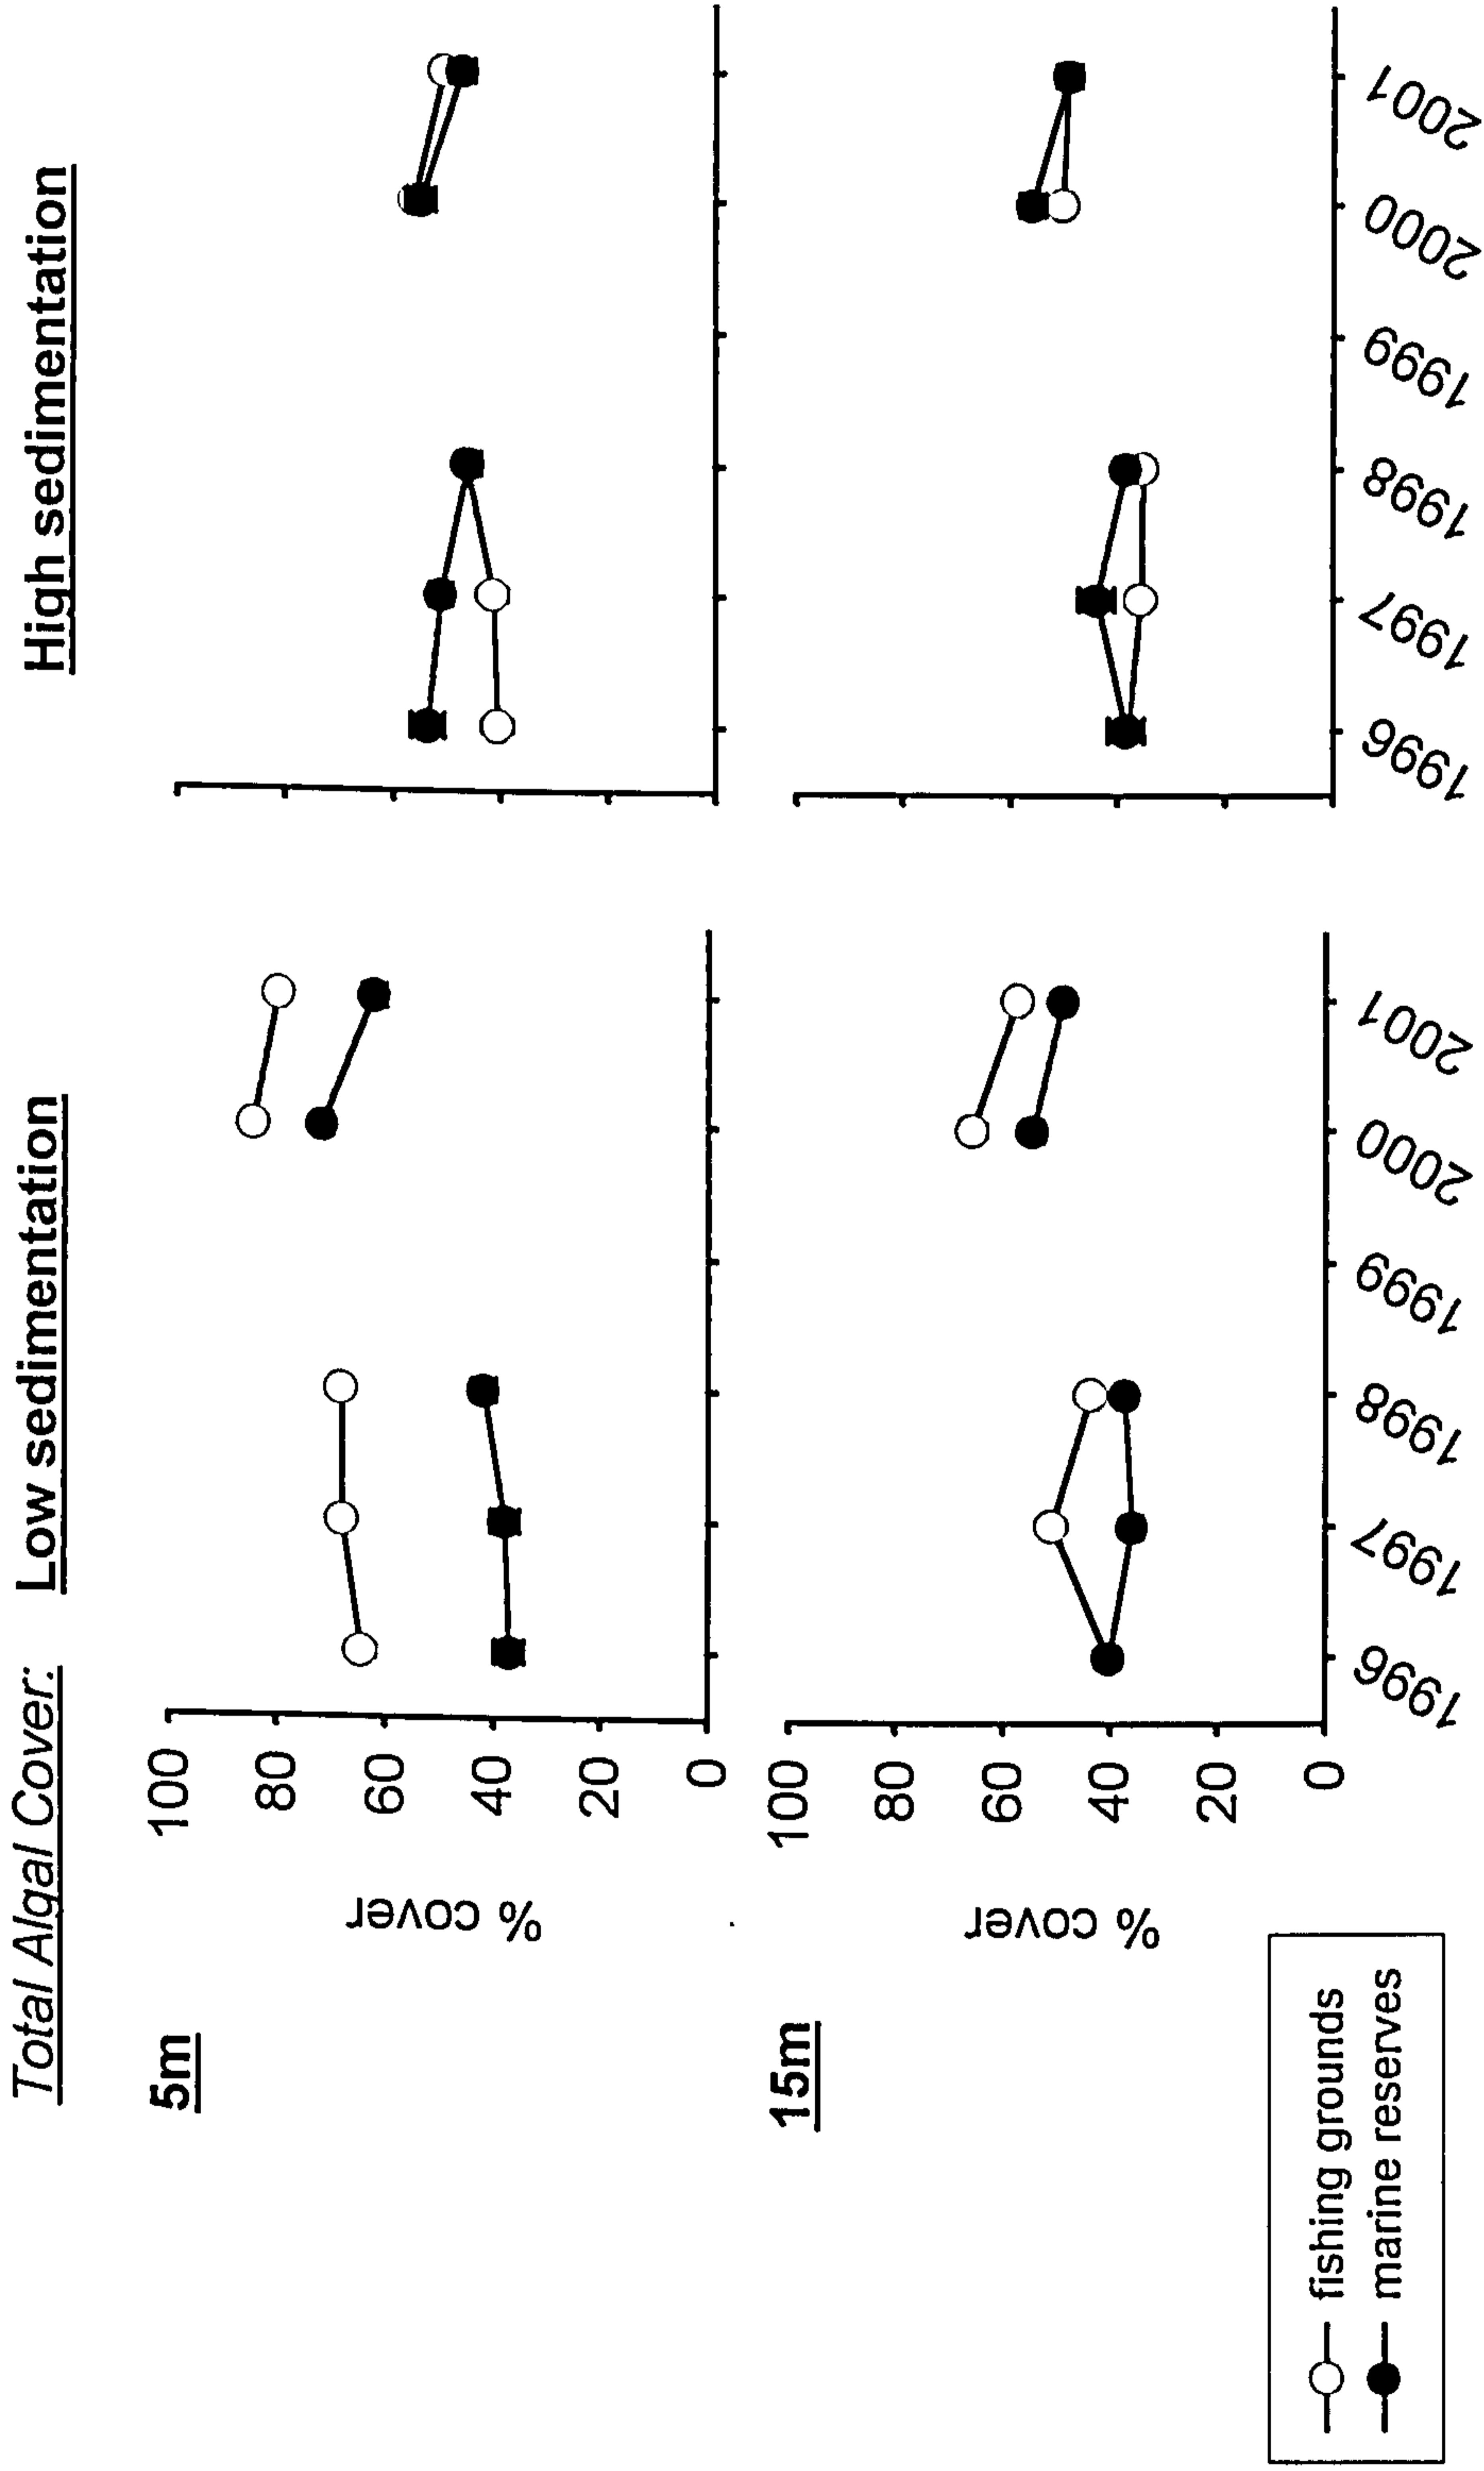 Total Algal Cover: Low sedimentation High sedimentation
5m
% cover
100
80
60
40
20
0
15m
% cover
100
80
60
40
20
0
1996 1997 1998 1999 2000 2001
1996 1997 1998 1999 2000 2001
fishing grounds
marine reserves